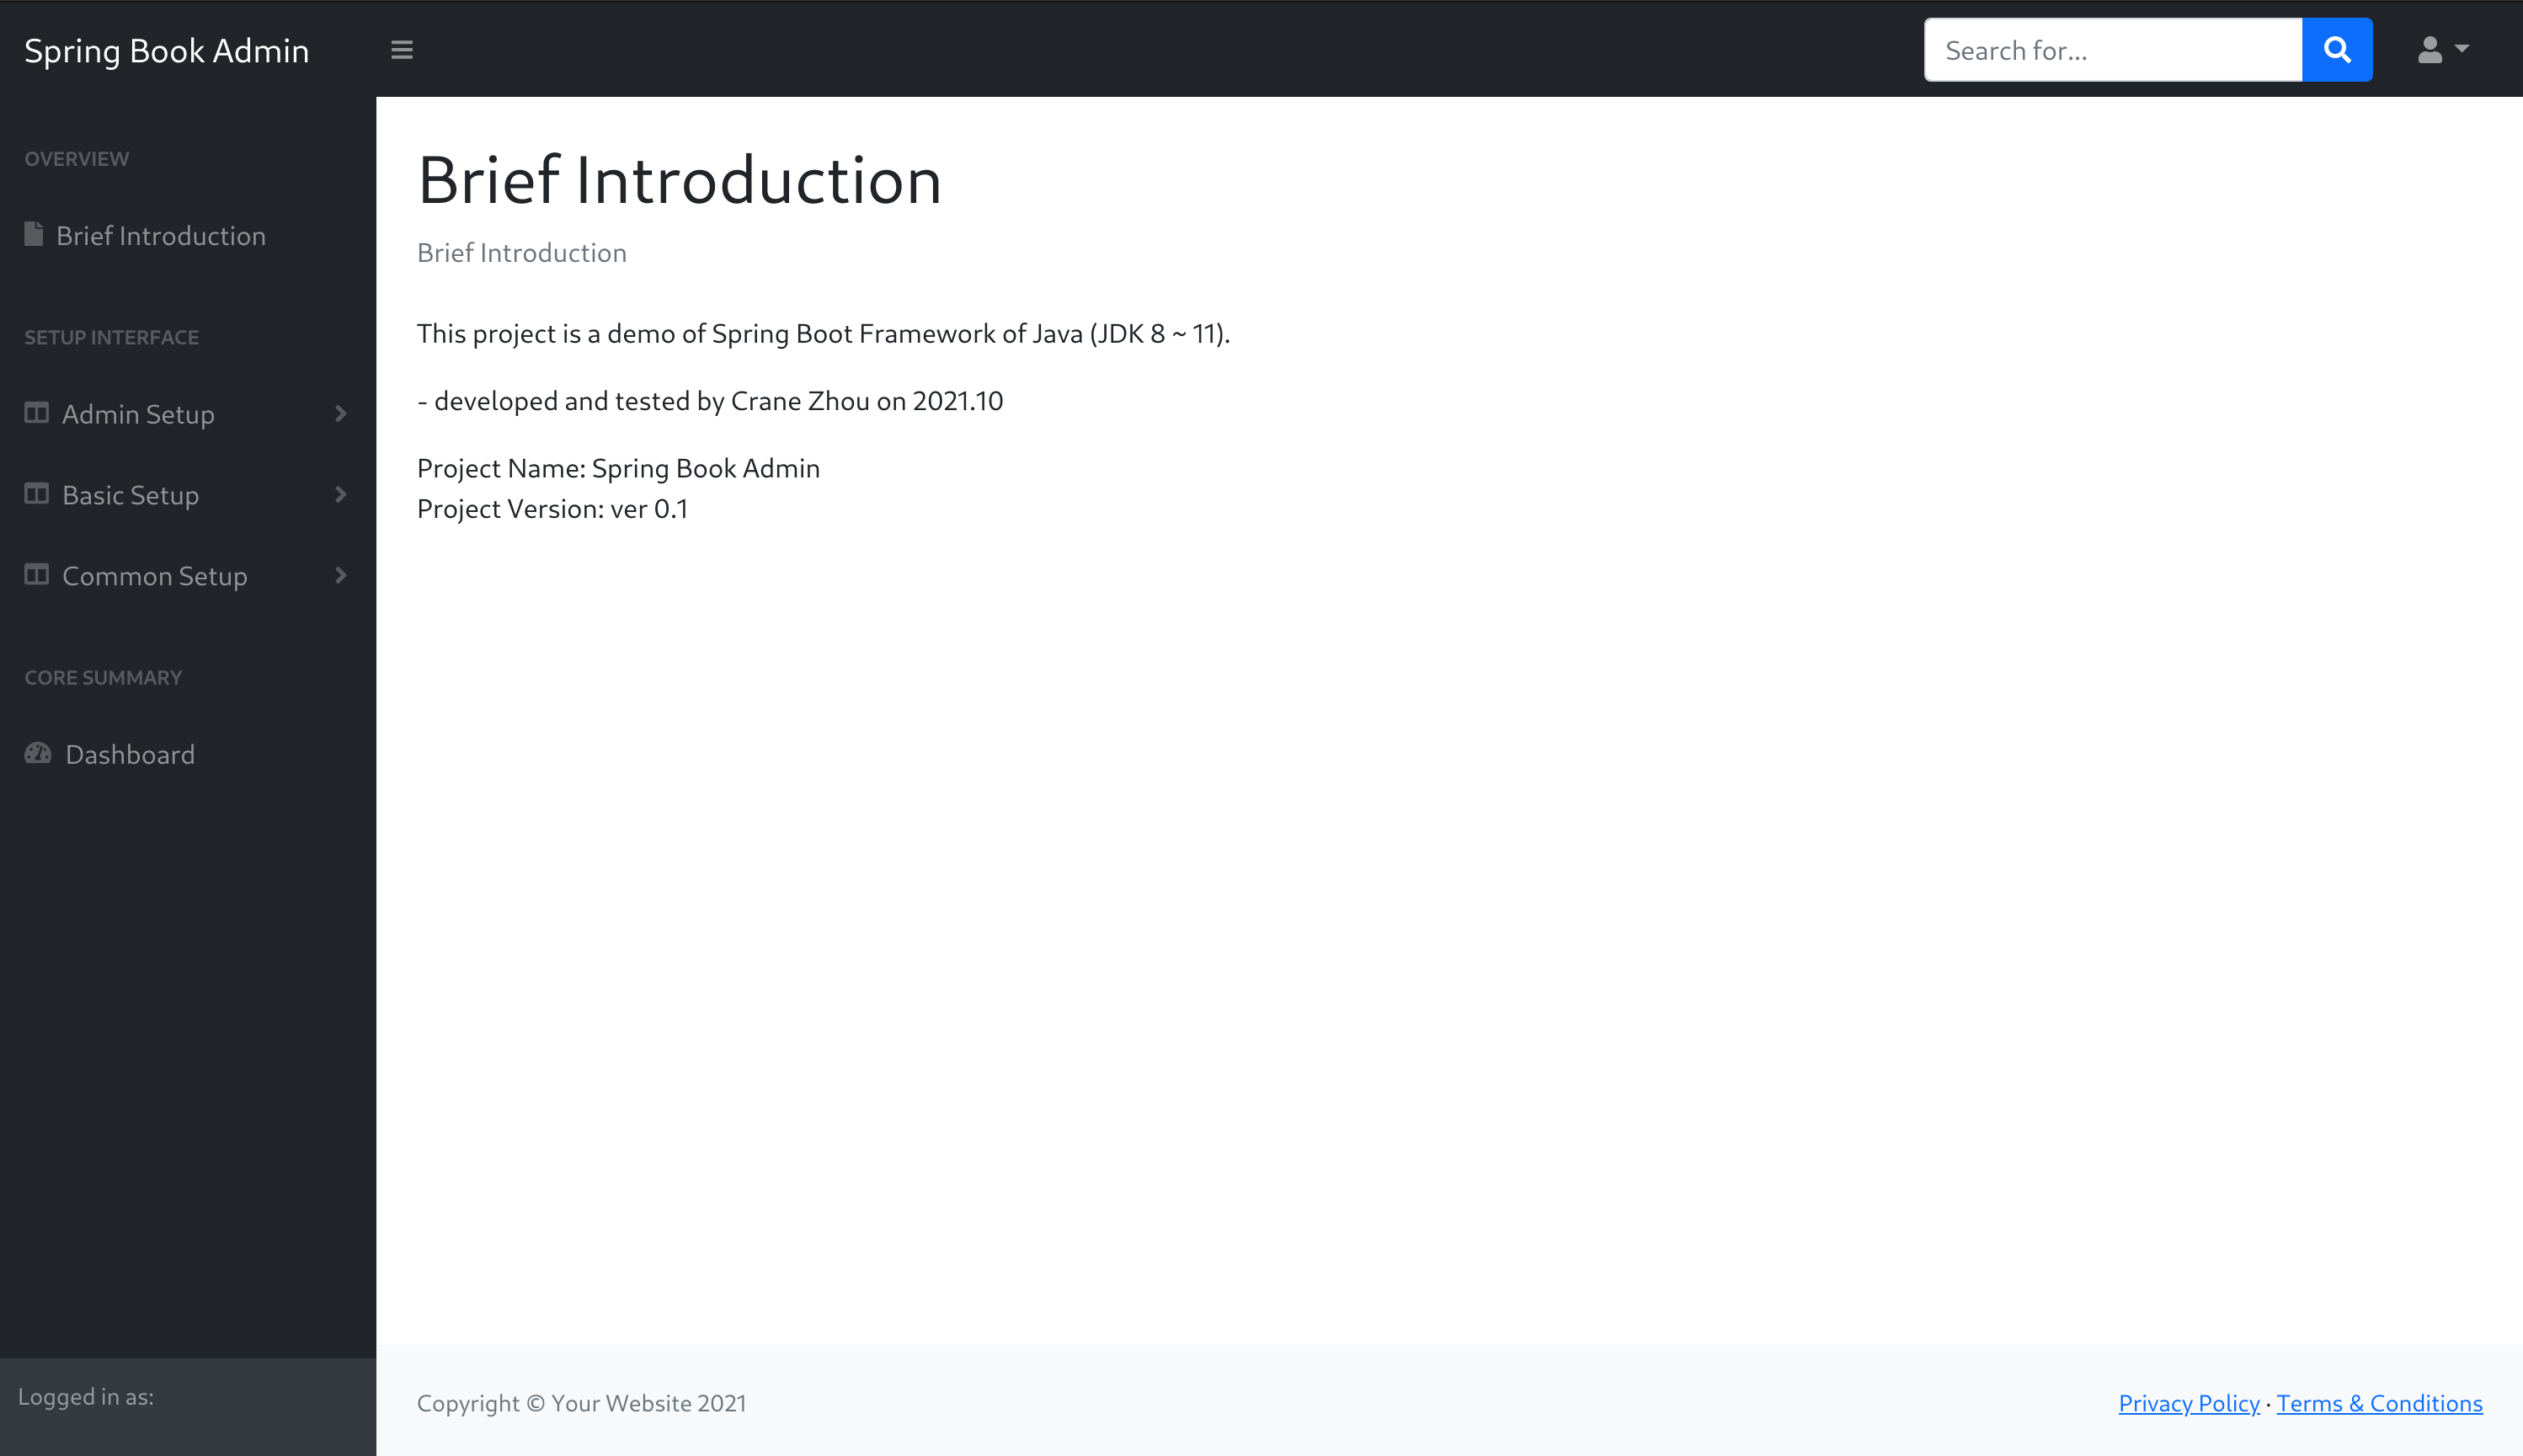 Spring Book Admin
Search for...
OVERVIEW
Brief Introduction
SETUP INTERFACE
Admin Setup
Basic Setup
Common Setup
CORE SUMMARY
Dashboard
Logged in as:
Brief Introduction
Brief Introduction
This project is a demo of Spring Boot Framework of Java (JDK 8 ~ 11).
- developed and tested by Crane Zhou on 2021.10
Project Name: Spring Book Admin
Project Version: ver 0.1
Copyright © Your Website 2021
Privacy Policy · Terms & Conditions